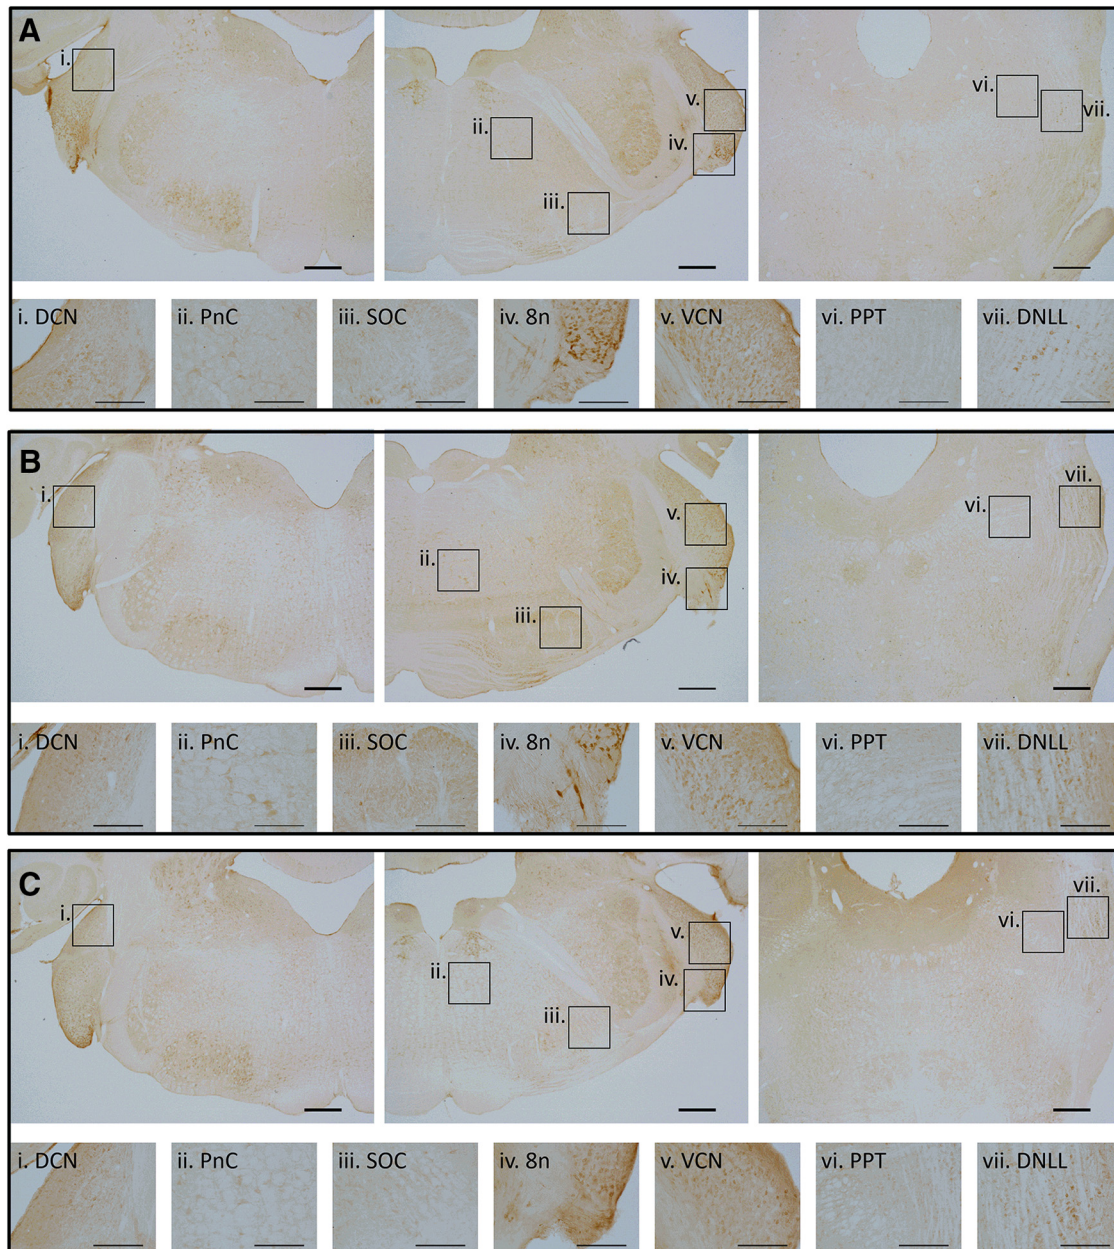 A
i.
ii.
iii.
iv.
v.
vi.
vii.
i. DCN
ii. PnC
iii. SOC
iv. 8n
v. VCN
vi. PPT
vii. DNLL
B
i.
ii.
iii.
iv.
v.
vi.
vii.
i. DCN
ii. PnC
iii. SOC
iv. 8n
v. VCN
vi. PPT
vii. DNLL
C
i.
ii.
iii.
iv.
v.
vi.
vii.
i. DCN
ii. PnC
iii. SOC
iv. 8n
v. VCN
vi. PPT
vii. DNLL